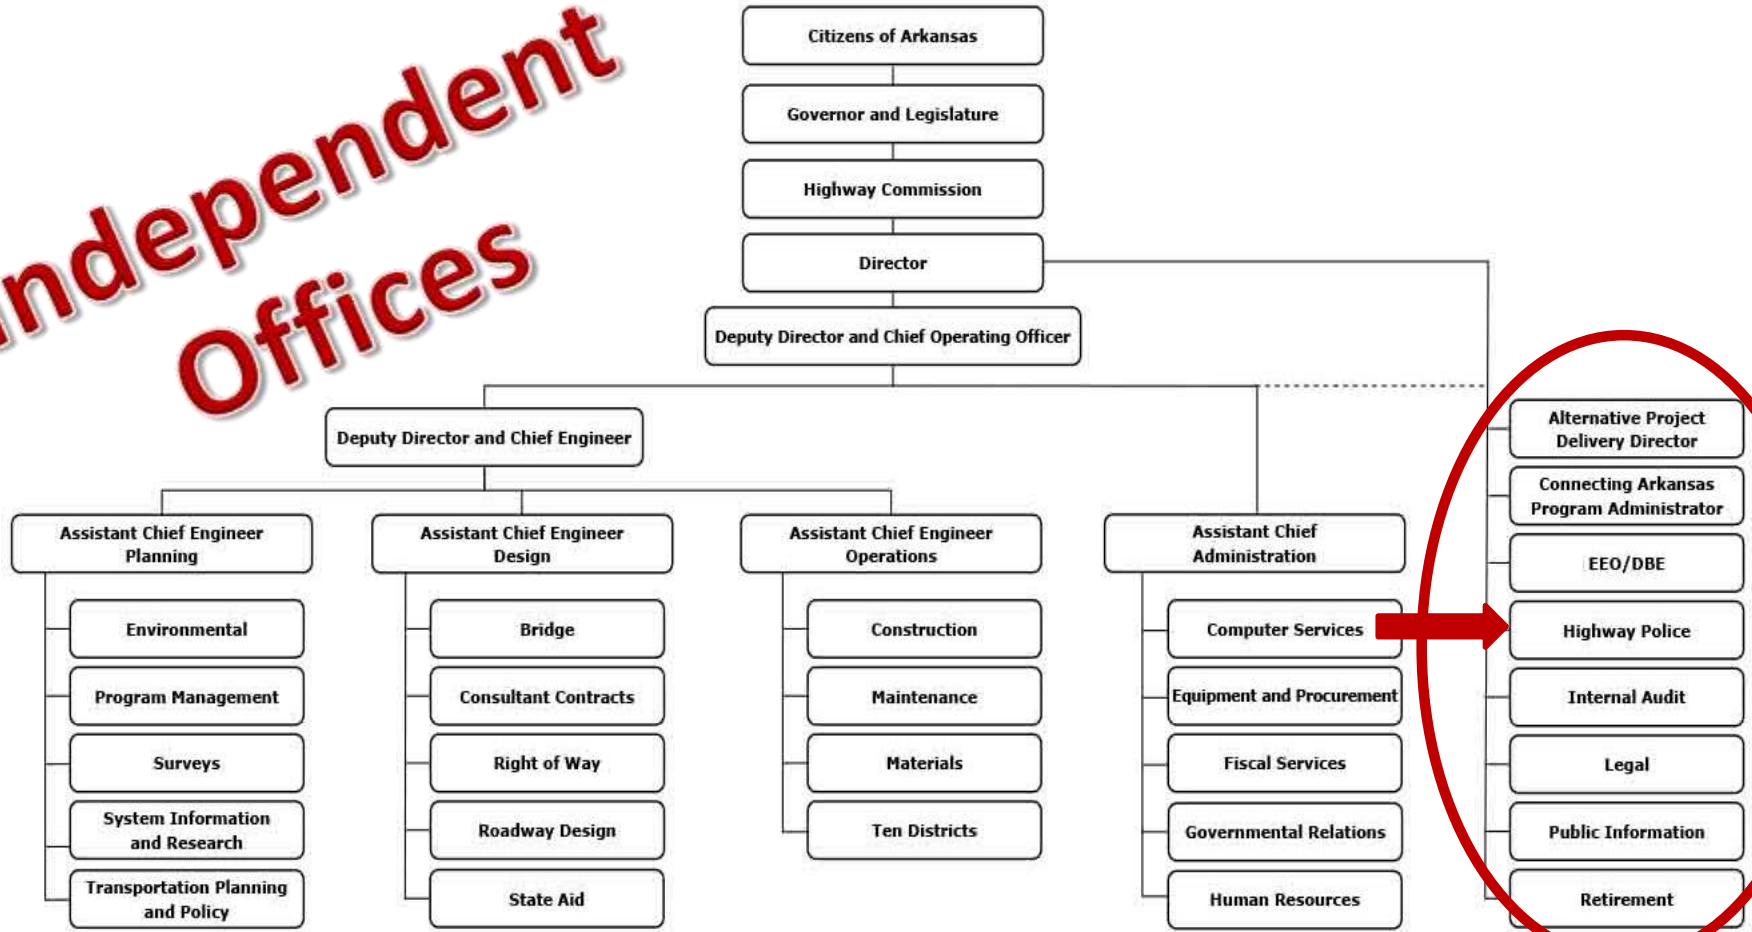 Independent
Offices
Citizens of Arkansas
Governor and Legislature
Highway Commission
Director
Deputy Director and Chief Operating Officer
Deputy Director and Chief Engineer
Assistant Chief Engineer
Planning
Environmental
Program Management
Surveys
System Information
and Research
Transportation Planning
and Policy
Assistant Chief Engineer
Design
Bridge
Consultant Contracts
Right of Way
Roadway Design
State Aid
Assistant Chief Engineer
Operations
Construction
Maintenance
Materials
Ten Districts
Assistant Chief
Administration
Computer Services
Equipment and Procurement
Fiscal Services
Governmental Relations
Human Resources
Alternative Project
Delivery Director
Connecting Arkansas
Program Administrator
EEO/DBE
Highway Police
Internal Audit
Legal
Public Information
Retirement